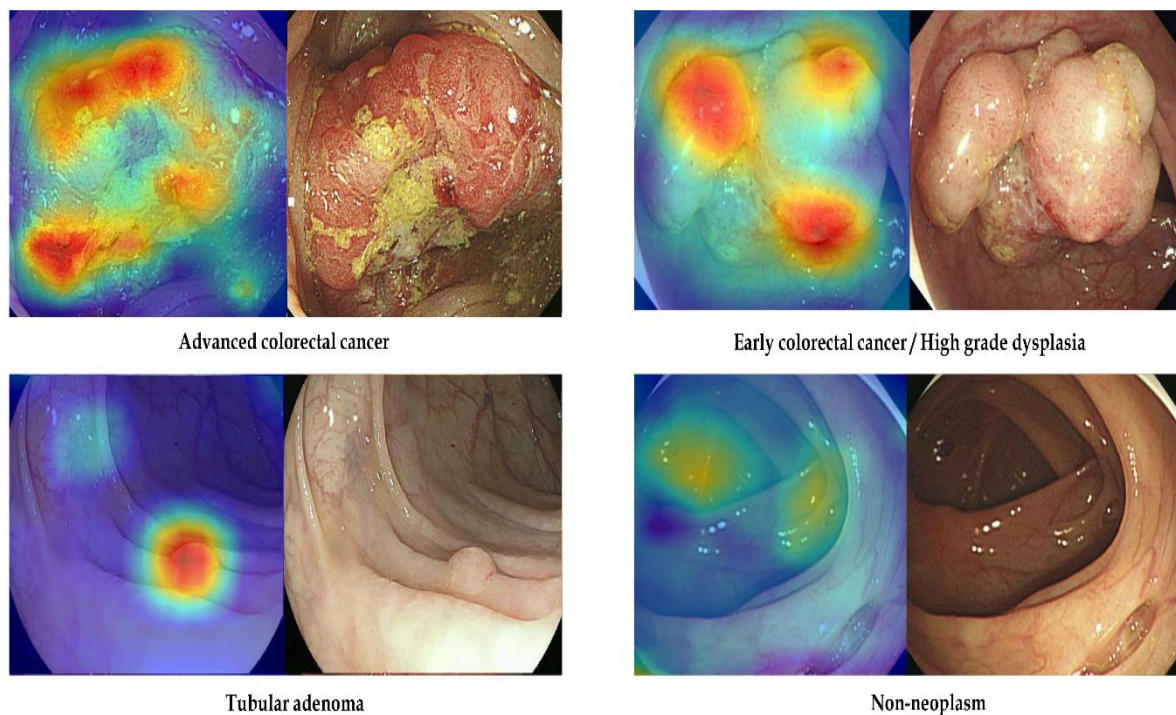 Advanced colorectal cancer
Early colorectal cancer / High grade dysplasia
Tubular adenoma
Non-neoplasm